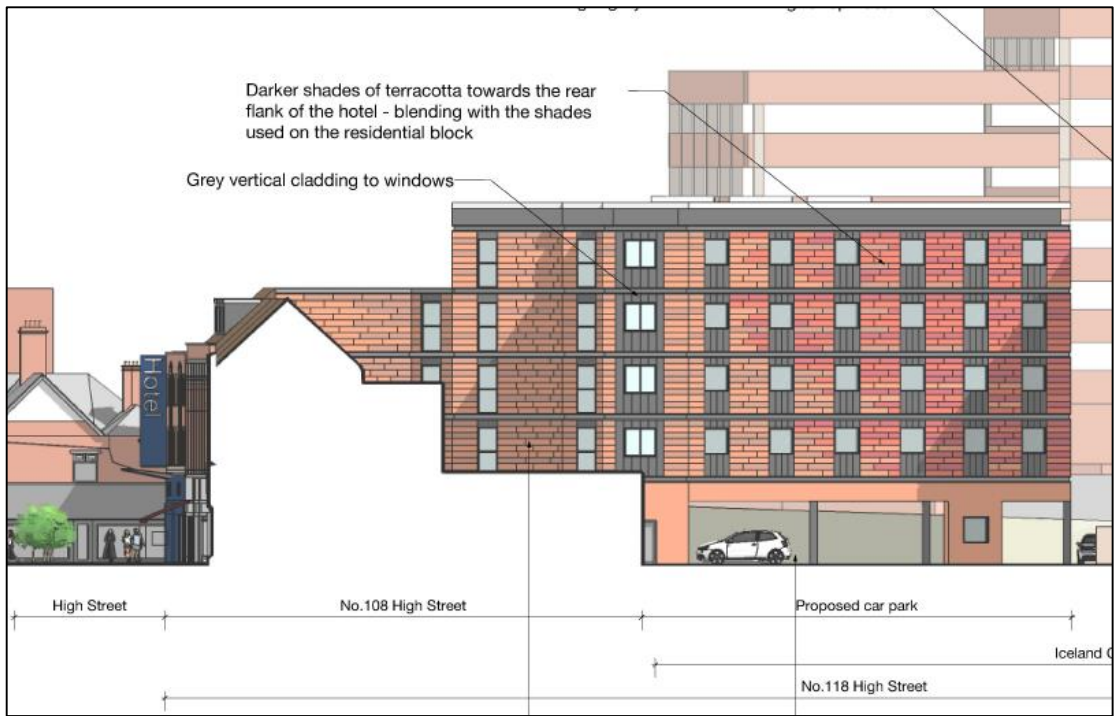 Darker shades of terracotta towards the rear
flank of the hotel - blending with the shades
used on the residential block
Grey vertical cladding to windows
Hotel
High Street
No.108 High Street
Proposed car park
Iceland
No.118 High Street